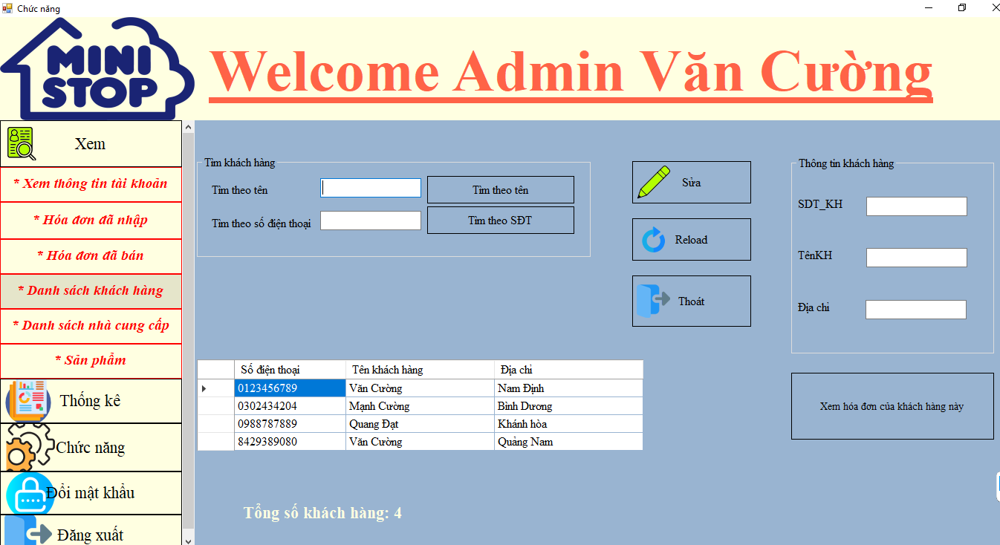 Chức năng
MINI
STOP
Welcome Admin Văn Cường
Xem
* Xem thông tin tài khoản
* Hóa đơn đã nhập
* Hóa đơn đã bán
* Danh sách khách hàng
* Danh sách nhà cung cấp
* Sản phẩm
Thống kê
Chức năng
Đổi mật khẩu
Đăng xuất
Tìm khách hàng
Tìm theo tên
Tìm theo tên
Tìm theo số điện thoại
Tìm theo SĐT
Sửa
Reload
Thoát
Thông tin khách hàng
SDT_KH
TênKH
Địa chỉ
Số điện thoại Tên khách hàng Địa chỉ
0123456789 Văn Cường Nam Định
0302434204 Mạnh Cường Bình Dương
0988787889 Quang Đạt Khánh hòa
8429389080 Văn Cường Quảng Nam
Xem hóa đơn của khách hàng này
Tổng số khách hàng: 4